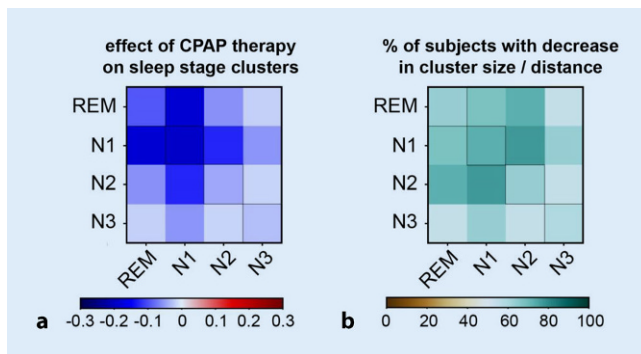 effect of CPAP therapy
on sleep stage clusters
REM
N1
N2
N3
REM
N1
N2
N3
a
-0.3 -0.2 -0.1 0 0.1 0.2 0.3
% of subjects with decrease
in cluster size / distance
REM
N1
N2
N3
REM
N1
N2
N3
b
0 20 40 60 80 100